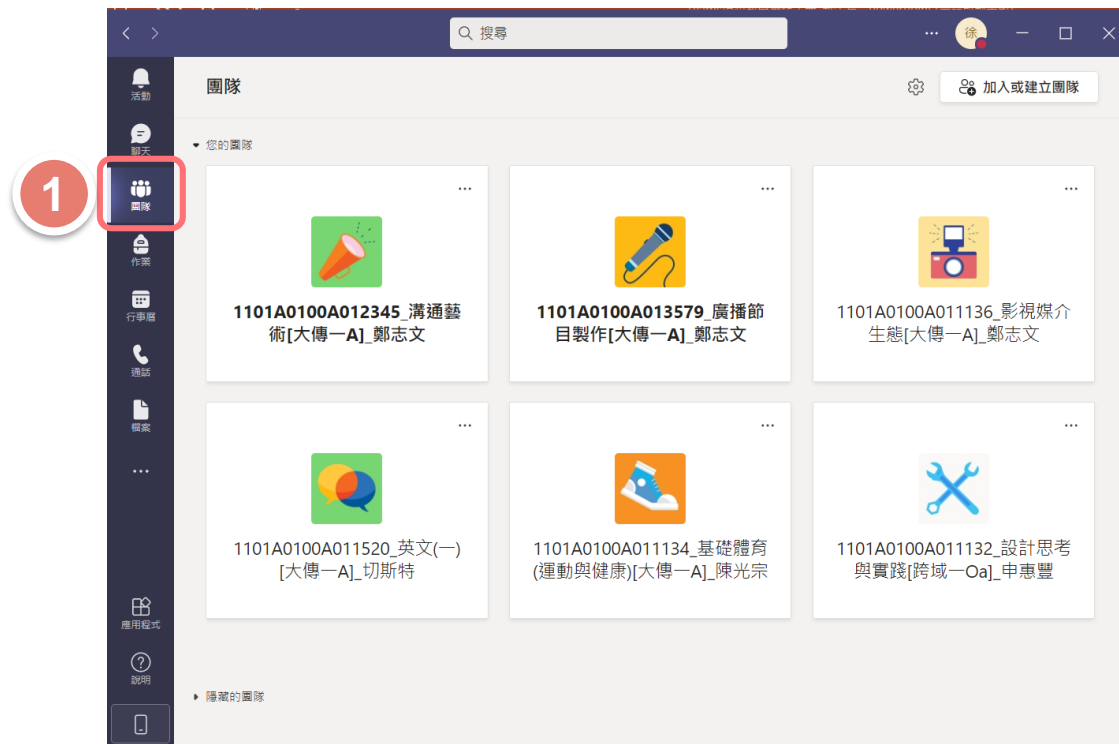 搜尋
徐
活動
聊天
團隊
作業
行事曆
通話
檔案
應用程式
說明
1
團隊
加入或建立團隊
您的團隊
1101A0100A012345_溝通藝
術[大傳一A]_鄭志文
1101A0100A013579_廣播節
目製作[大傳一A]_鄭志文
1101A0100A011136_影視媒介
生態[大傳一A]_鄭志文
1101A0100A011520_英文(一)
[大傳一A]_切斯特
1101A0100A011134_基礎體育
(運動與健康)[大傳一A]_陳光宗
1101A0100A011132_設計思考
與實踐[跨域一Oa]_申惠豐
隱藏的團隊